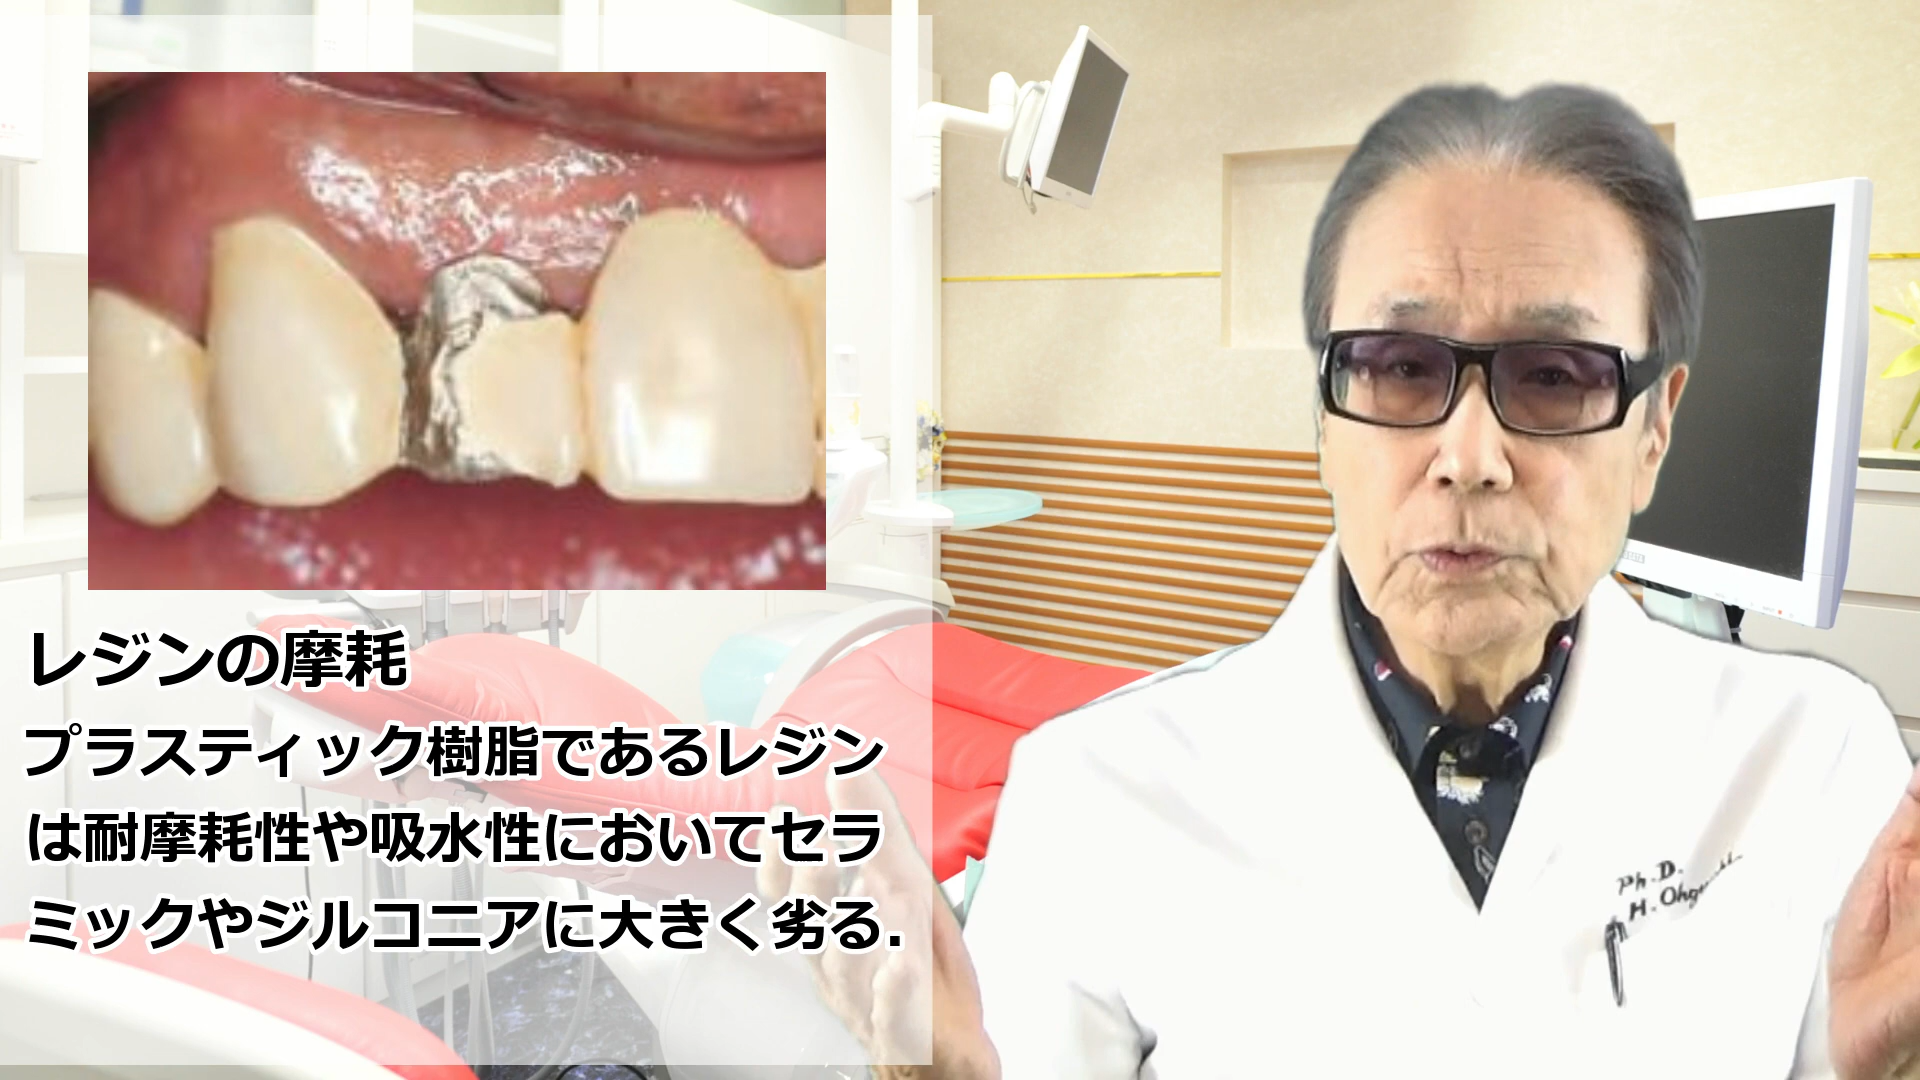 レジンの摩耗
プラスティック樹脂であるレジン
は耐摩耗性や吸水性においてセラ
ミックやジルコニアに大きく劣る.
Ph.D.
H.